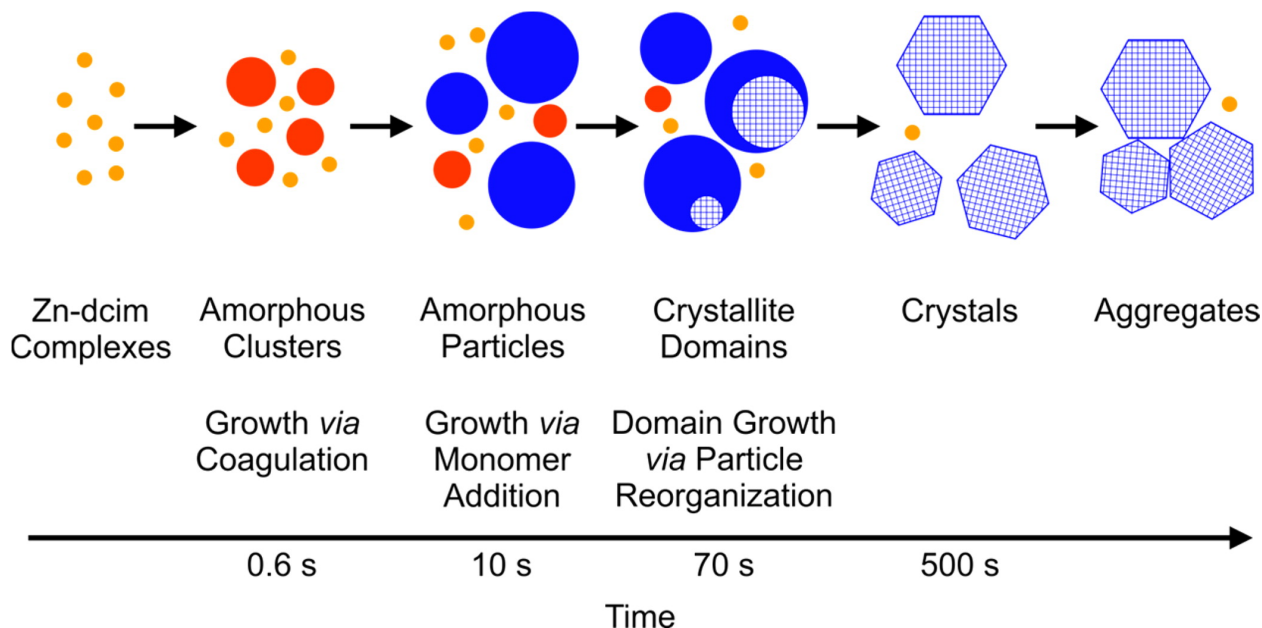 Zn-dcim
Complexes
Amorphous
Clusters
Amorphous
Particles
Crystallite
Domains
Crystals
Aggregates
Growth via
Coagulation
Growth via
Monomer
Addition
Domain Growth
via Particle
Reorganization
0.6 s
10 s
70 s
500 s
Time